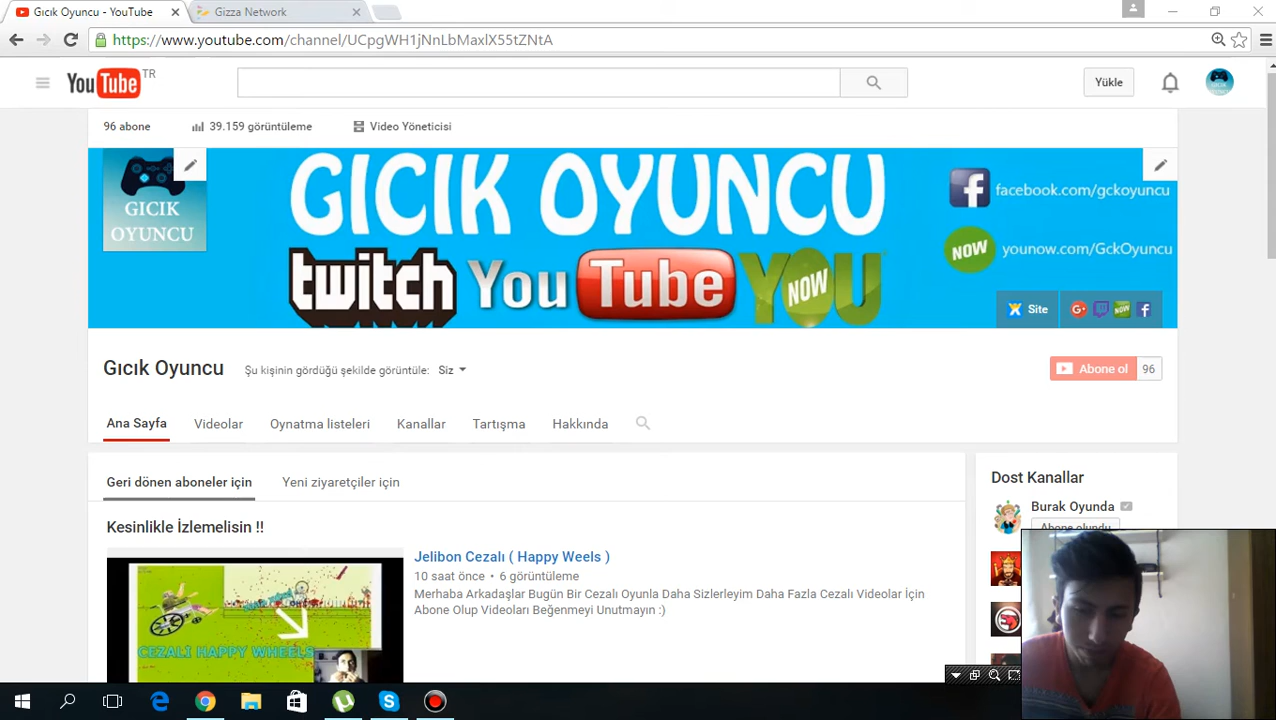 Gıcık Oyuncu - YouTube
Gizza Network
https://www.youtube.com/channel/UCpgWH1jNnLbMaxlX55tZNtA
YouTube TR
Yükle
96 abone
39.159 görüntüleme
Video Yöneticisi
GICIK OYUNCU
GICIK
OYUNCU
facebook.com/gckoyuncu
twitch YouTube YOU NOW
NOW younow.com/GckOyuncu
Site
Gıcık Oyuncu
Şu kişinin gördüğü şekilde görüntüle: Siz
Abone ol 96
Ana Sayfa
Videolar
Oynatma listeleri
Kanallar
Tartışma
Hakkında
Geri dönen aboneler için
Yeni ziyaretçiler için
Dost Kanallar
Burak Oyunda
Abone olundu
Kesinlikle İzlemelisin !!
Jelibon Cezalı ( Happy Weels )
10 saat önce • 6 görüntüleme
Merhaba Arkadaşlar Bugün Bir Cezalı Oyunla Daha Sizlerleyim Daha Fazla Cezalı Videolar İçin
Abone Olup Videoları Beğenmeyi Unutmayın :)
CEZALİ HAPPY WHEELS